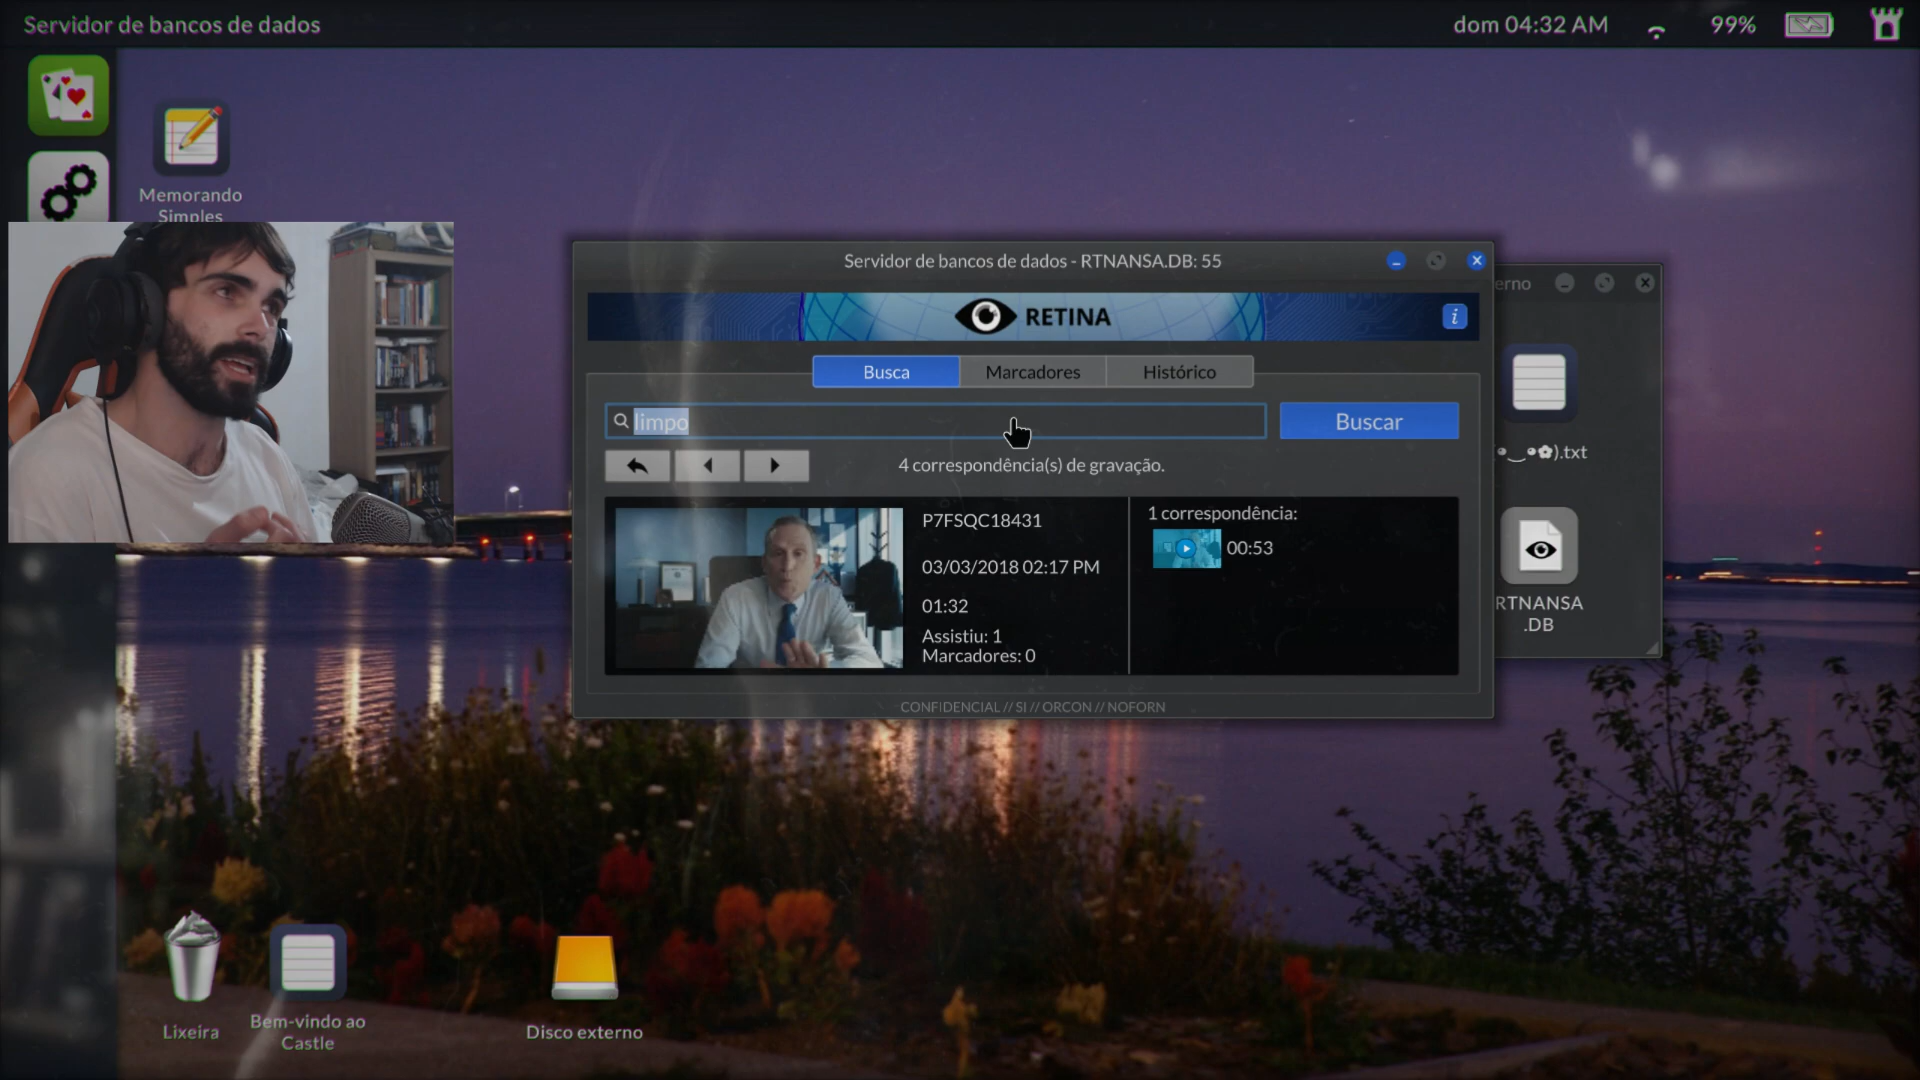 Servidor de bancos de dados
dom 04:32 AM
99%
Memorando
Simples
Servidor de bancos de dados - RTNANSA.DB: 55
erno
RETINA
Busca
Marcadores
Histórico
limpo
Buscar
4 correspondência(s) de gravação.
P7FSQC18431
03/03/2018 02:17 PM
01:32
Assistiu: 1
Marcadores: 0
1 correspondência:
00:53
CONFIDENCIAL // SI // ORCON // NOFORN
(•‿•✿).txt
RTNANSA
.DB
Lixeira
Bem-vindo ao
Castle
Disco externo